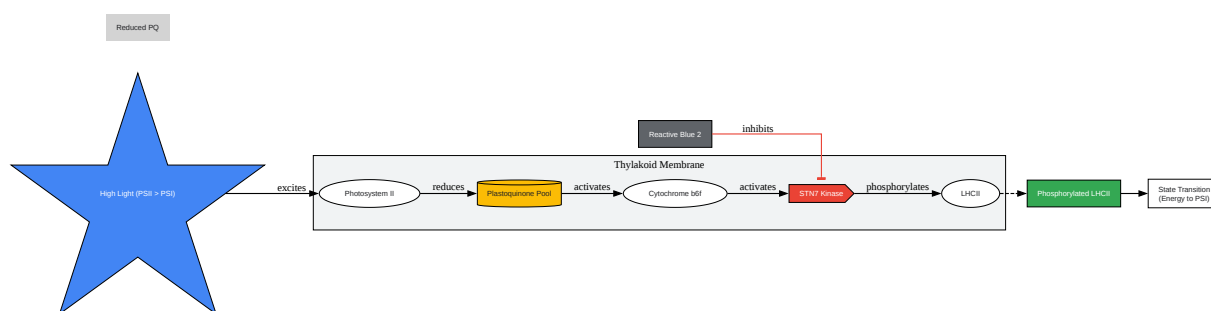 Reduced PQ
Reactive Blue 2
inhibits
Thylakoid Membrane
High Light (PSII > PSI)
excites
Photosystem II
reduces
Plastoquinone Pool
activates
Cytochrome b6f
activates
STN7 Kinase
phosphorylates
LHCII
Phosphorylated LHCII
State Transition
(Energy to PSI)